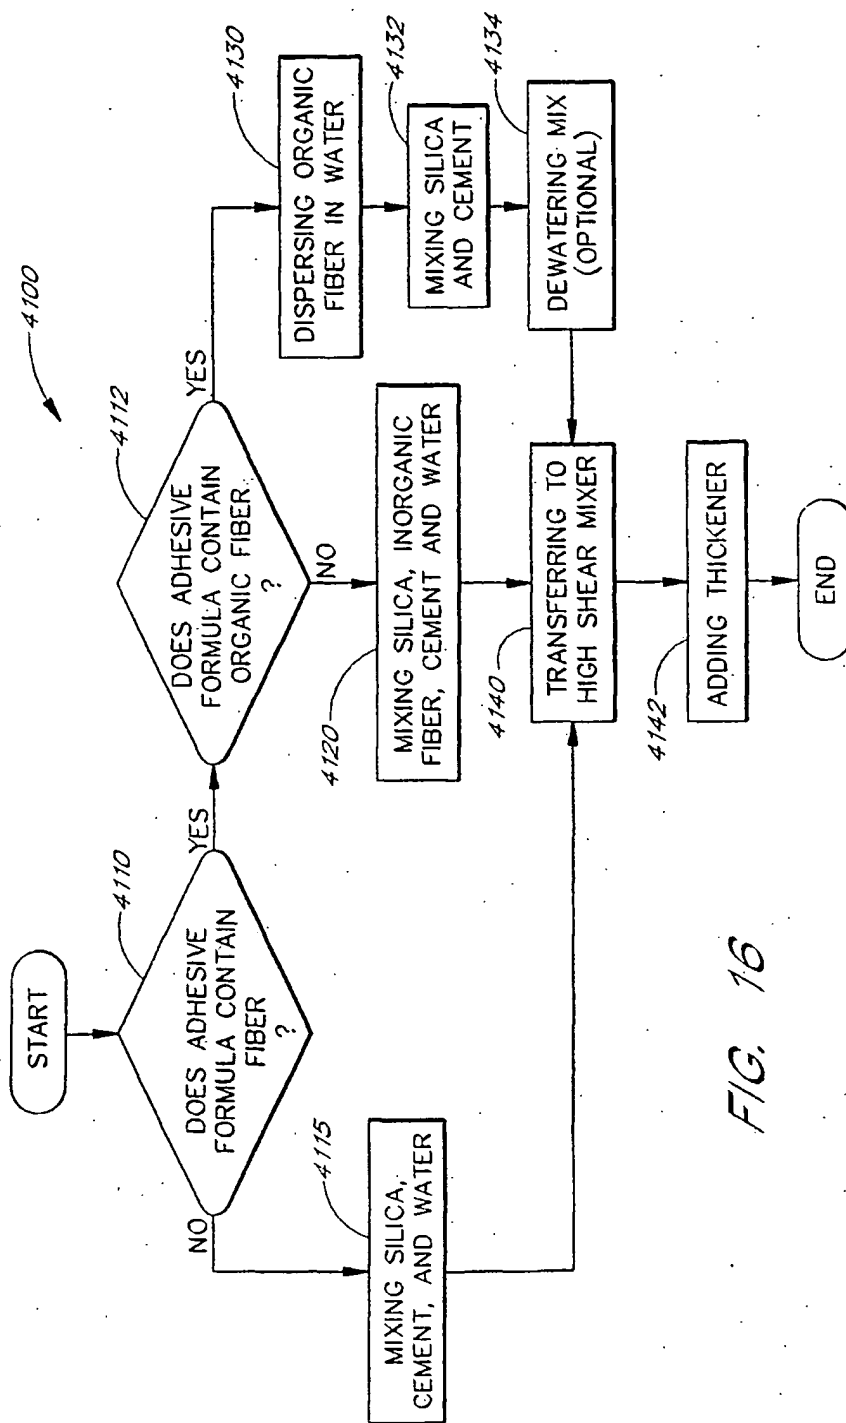 4100
START
4110
DOES ADHESIVE
FORMULA CONTAIN
FIBER
?
NO
YES
4112
DOES ADHESIVE
FORMULA CONTAIN
ORGANIC FIBER
?
YES
NO
4115
MIXING SILICA,
CEMENT, AND WATER
4120
MIXING SILICA, INORGANIC
FIBER, CEMENT AND WATER
4130
DISPERSING ORGANIC
FIBER IN WATER
4132
MIXING SILICA
AND CEMENT
4134
DEWATERING MIX
(OPTIONAL)
4140
TRANSFERRING TO
HIGH SHEAR MIXER
4142
ADDING THICKENER
END
FIG. 16